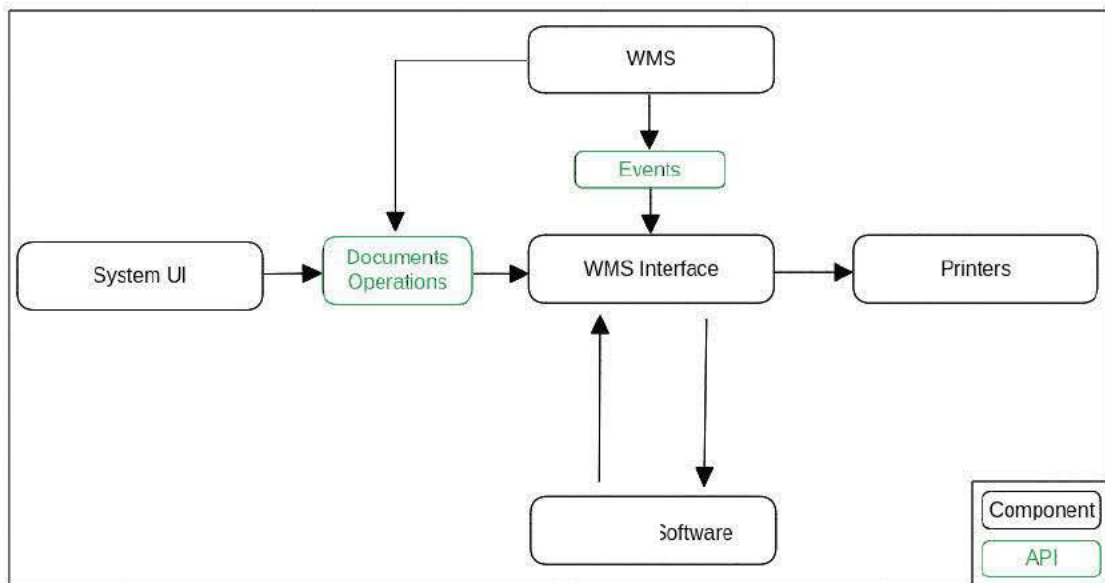 WMS
Events
System UI
Documents
Operations
WMS Interface
Printers
Software
Component
API